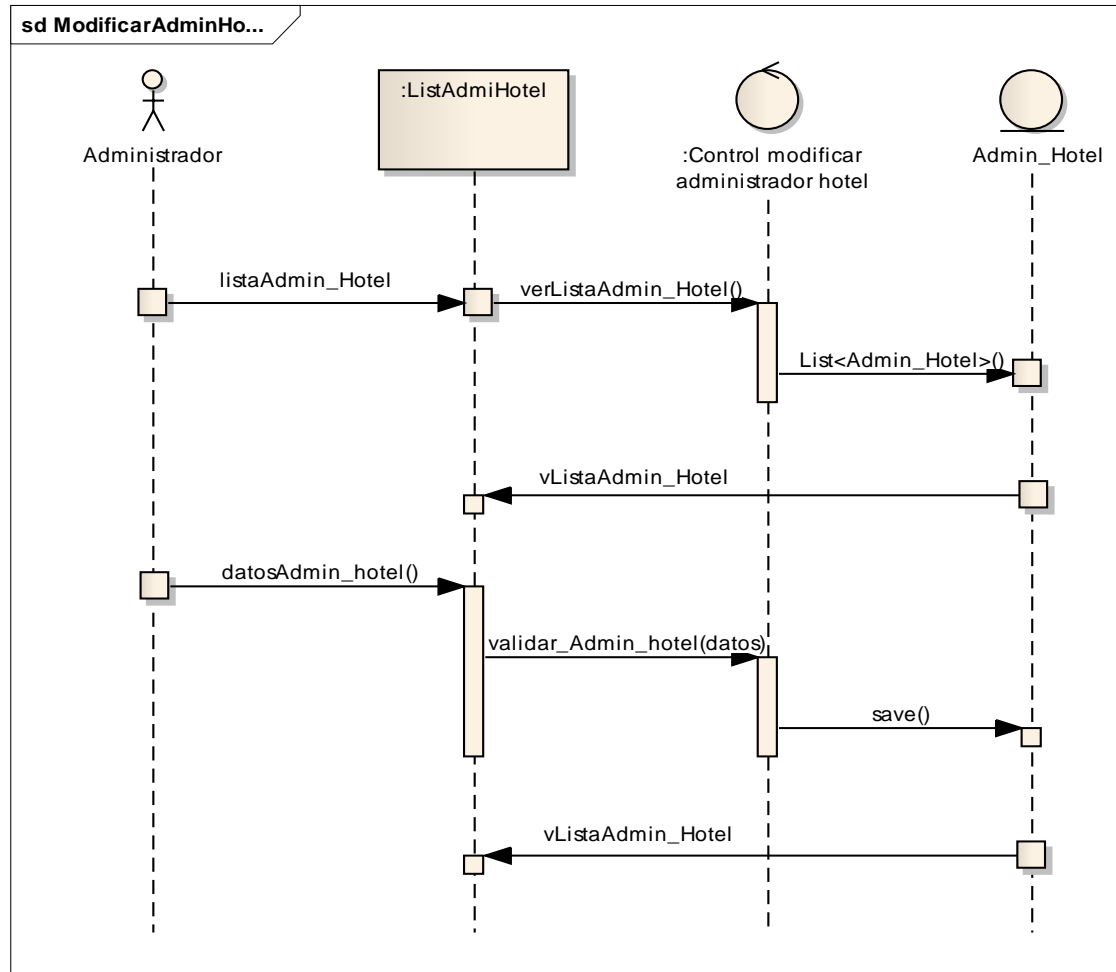 sd ModificarAdminHo...
:ListAdmiHotel
Administrador
:Control modificar
administrador hotel
Admin_Hotel
listaAdmin_Hotel
verListaAdmin_Hotel()
List<Admin_Hotel>()
vListaAdmin_Hotel
datosAdmin_hotel()
validar_Admin_hotel(datos)
save()
vListaAdmin_Hotel